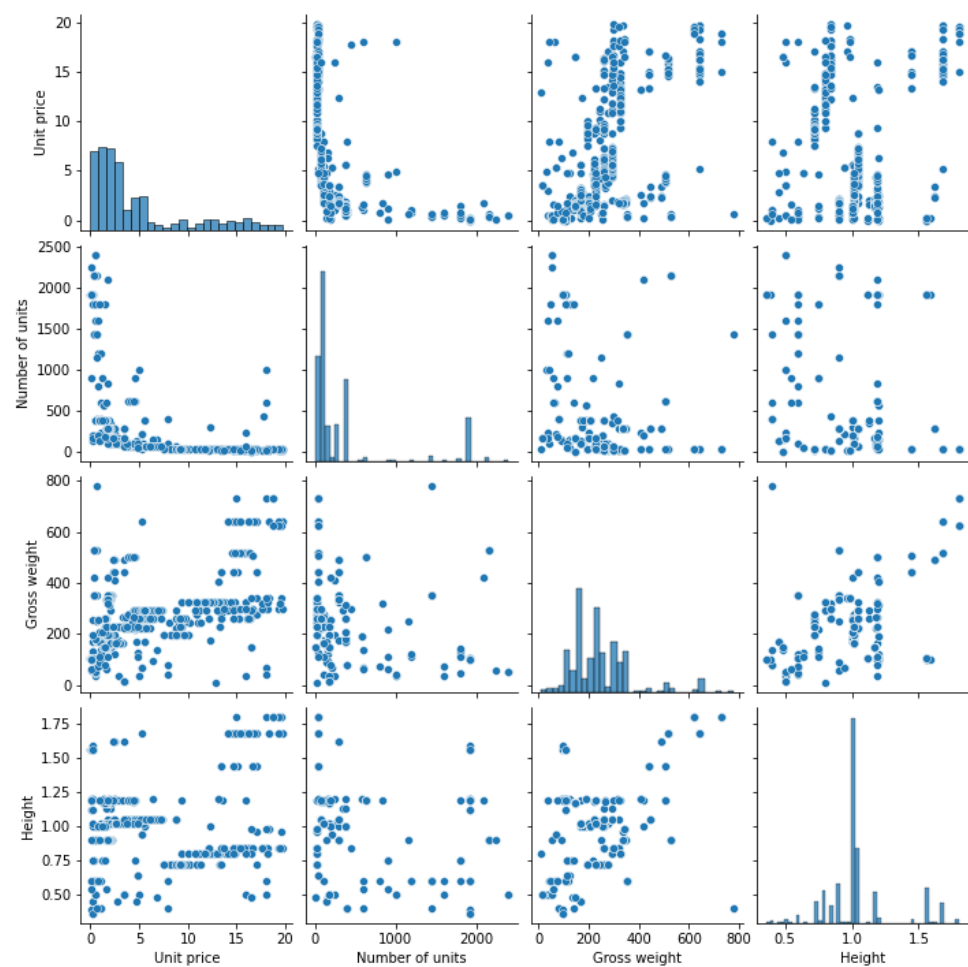 20
15
10
5
0
Unit price
2500
2000
1500
1000
500
0
Number of units
800
600
400
200
0
Gross weight
1.75
1.50
1.25
1.00
0.75
0.50
Height
0 5 10 15 20
0 1000 2000
0 200 400 600 800
0.5 1.0 1.5
Unit price Number of units Gross weight Height